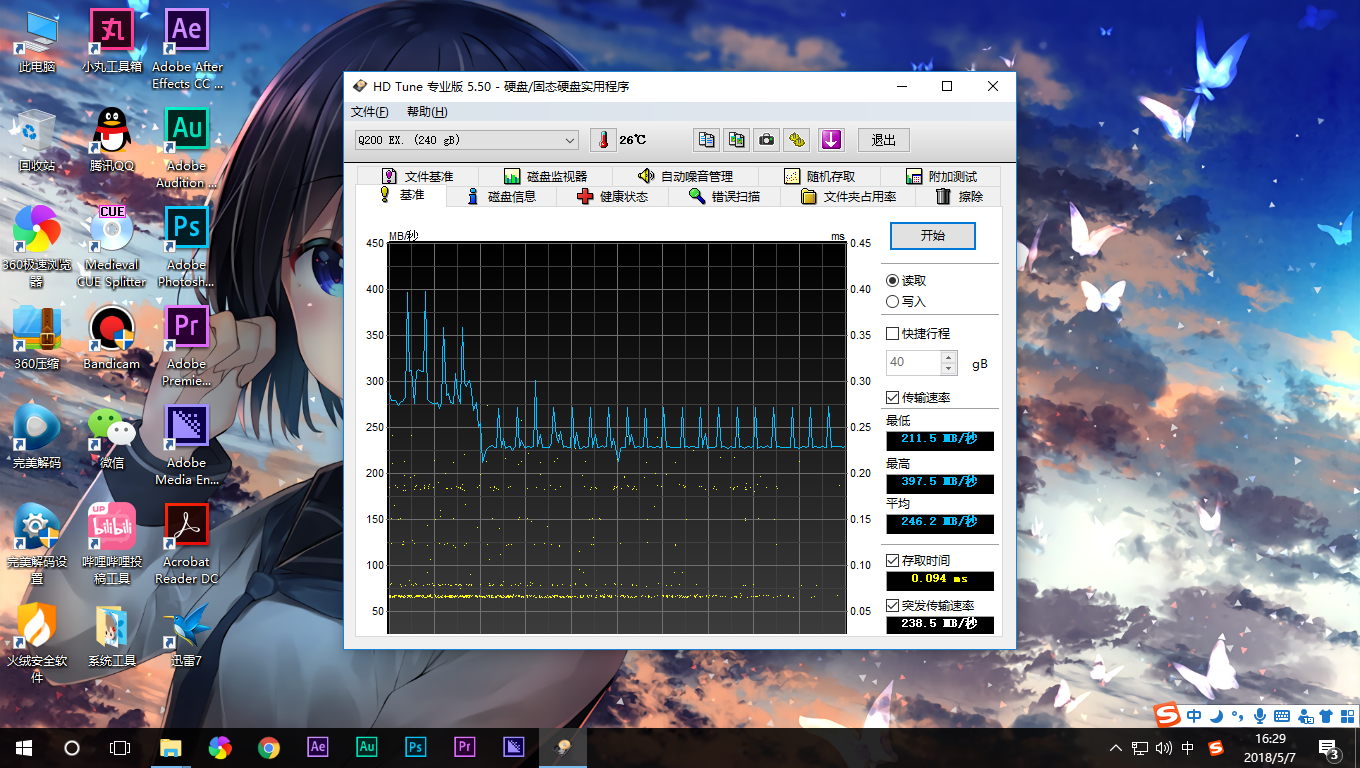 此电脑
小丸工具箱
Adobe After
Effects CC ...
回收站
腾讯QQ
Adobe
Audition ...
360极速浏览
器
CUE
Medieval
CUE Splitter
Adobe
Photosh...
360压缩
Bandicam
Adobe
Premie...
完美解码
微信
Adobe
Media En...
完美解码设
置
UP
bilibili
哔哩哔哩投
稿工具
Acrobat
Reader DC
火绒安全软
件
系统工具
迅雷7
丸
Ae
Au
Ps
Pr
HD Tune 专业版 5.50 - 硬盘/固态硬盘实用程序
文件(F)
帮助(H)
Q200 EX. (240 gB)
26℃
退出
文件基准
磁盘监视器
自动噪音管理
随机存取
附加测试
基准
磁盘信息
健康状态
错误扫描
文件夹占用率
擦除
MB/秒
ms
450
400
350
300
250
200
150
100
50
0.45
0.40
0.35
0.30
0.25
0.20
0.15
0.10
0.05
开始
读取
写入
快捷行程
40
gB
传输速率
最低
211.5 MB/秒
最高
397.5 MB/秒
平均
246.2 MB/秒
存取时间
0.094 ms
突发传输速率
238.5 MB/秒
S 中
Ae
Au
Ps
Pr
中
S
16:29
2018/5/7
3